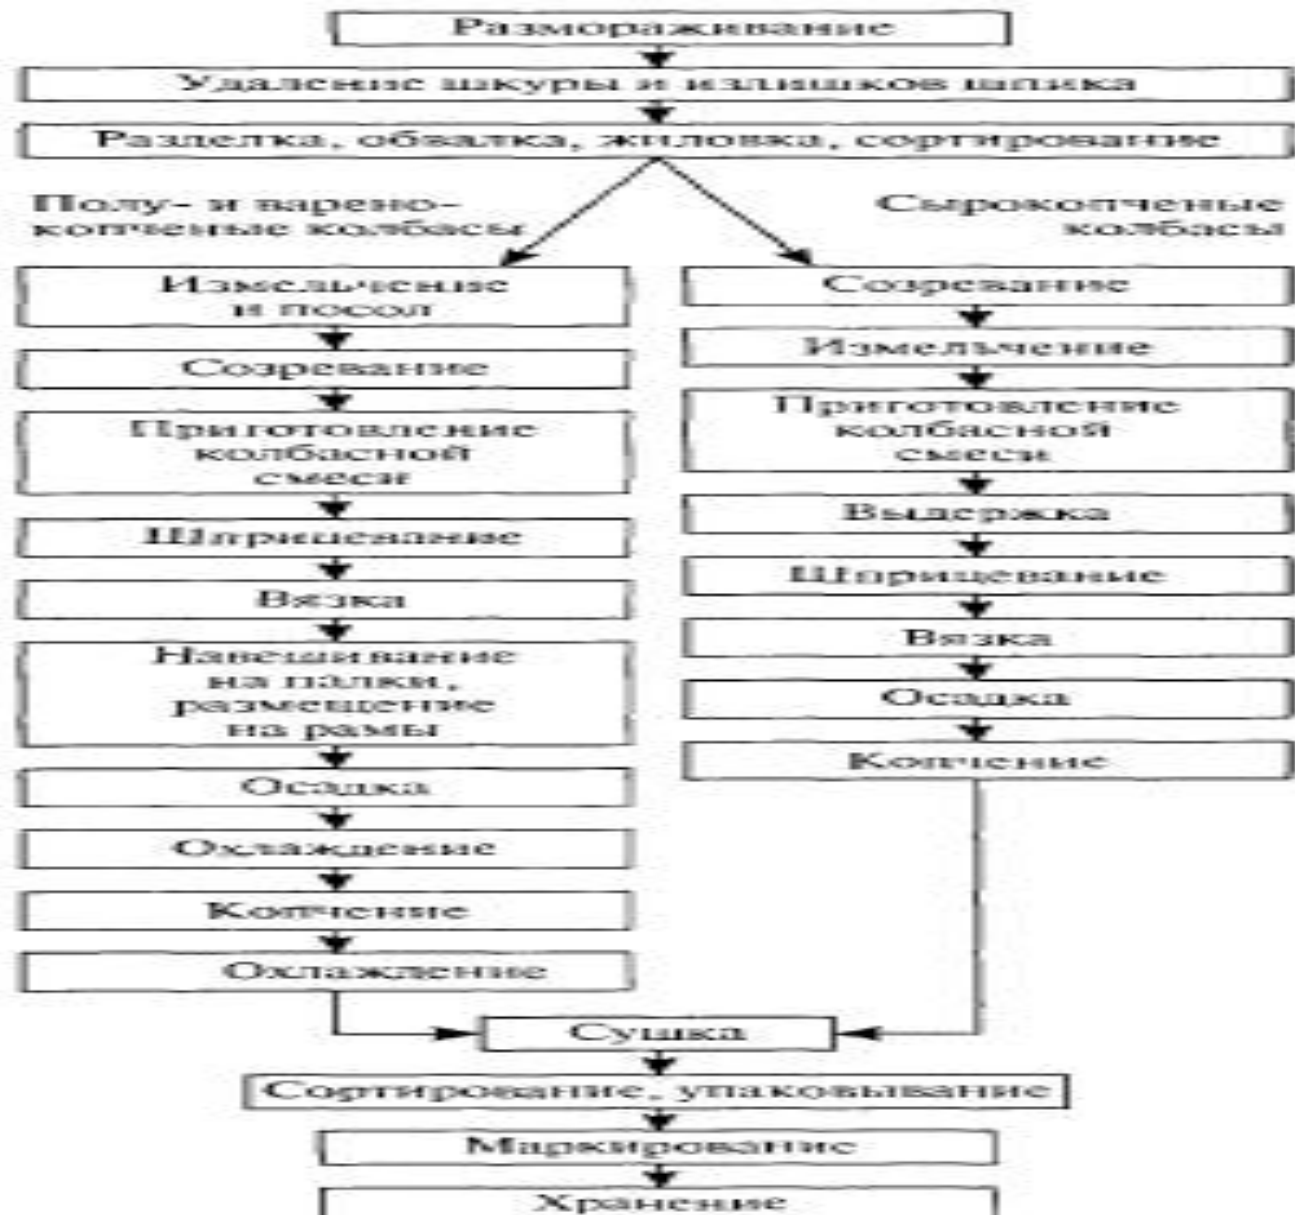 Размораживание
Удаление шкуры и излишков шпика
Разделка, обвалка, жиловка, сортирование
Полу- и варено-
копченые колбасы
Измельчение
и посол
Созревание
Приготовление
колбасной
смеси
Шприцевание
Вязка
Навешивание
на палки,
размещение
на рамы
Осадка
Охлаждение
Копчение
Охлаждение
Сырокопченые
колбасы
Созревание
Измельчение
Приготовление
колбасной
смеси
Выдержка
Шприцевание
Вязка
Осадка
Копчение
Сушка
Сортирование, упаковывание
Маркирование
Хранение